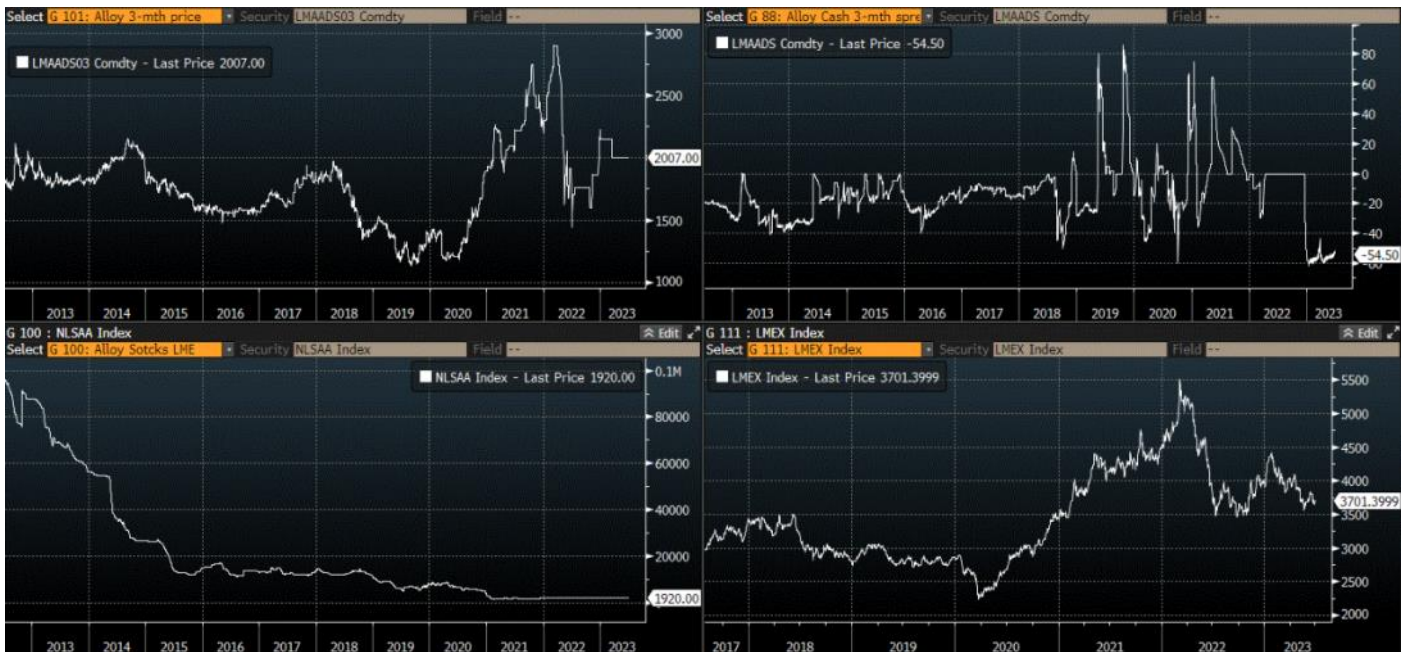 Select G 101: Alloy 3-mth price Security LMAADS03 Comdty Field --
LMAADS03 Comdty - Last Price 2007.00
3000
2500
2007.00
1500
1000
2013 2014 2015 2016 2017 2018 2019 2020 2021 2022 2023
Select G 88: Alloy Cash 3-mth spre Security LMAADS Comdty Field --
LMAADS Comdty - Last Price -54.50
80
60
40
20
0
-20
-40
-54.50
2013 2014 2015 2016 2017 2018 2019 2020 2021 2022 2023
G 100 : NLSAA Index Edit
Select G 100: Alloy Sotcks LME Security NLSAA Index Field --
NLSAA Index - Last Price 1920.00
0.1M
80000
60000
40000
20000
1920.00
2013 2014 2015 2016 2017 2018 2019 2020 2021 2022 2023
G 111 : LMEX Index Edit
Select G 111: LMEX Index Security LMEX Index Field --
LMEX Index - Last Price 3701.3999
5500
5000
4500
4000
3701.3999
3500
3000
2500
2000
2017 2018 2019 2020 2021 2022 2023